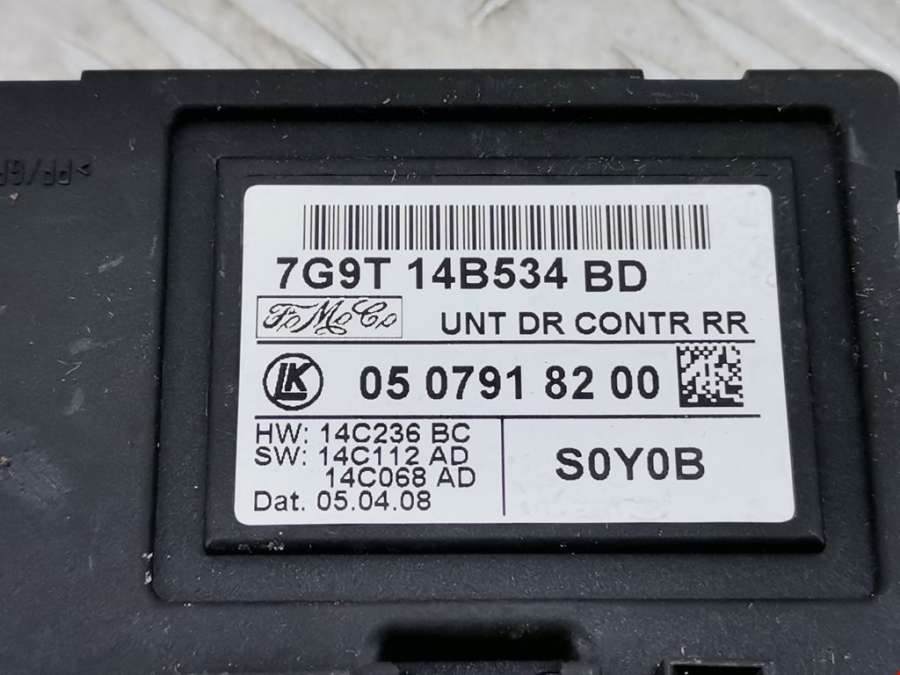 7G9T 14B534 BD
FoMoCo
UNT DR CONTR RR
LK
05 0791 82 00
HW: 14C236 BC
SW: 14C112 AD
14C068 AD
Dat. 05.04.08
S0Y0B